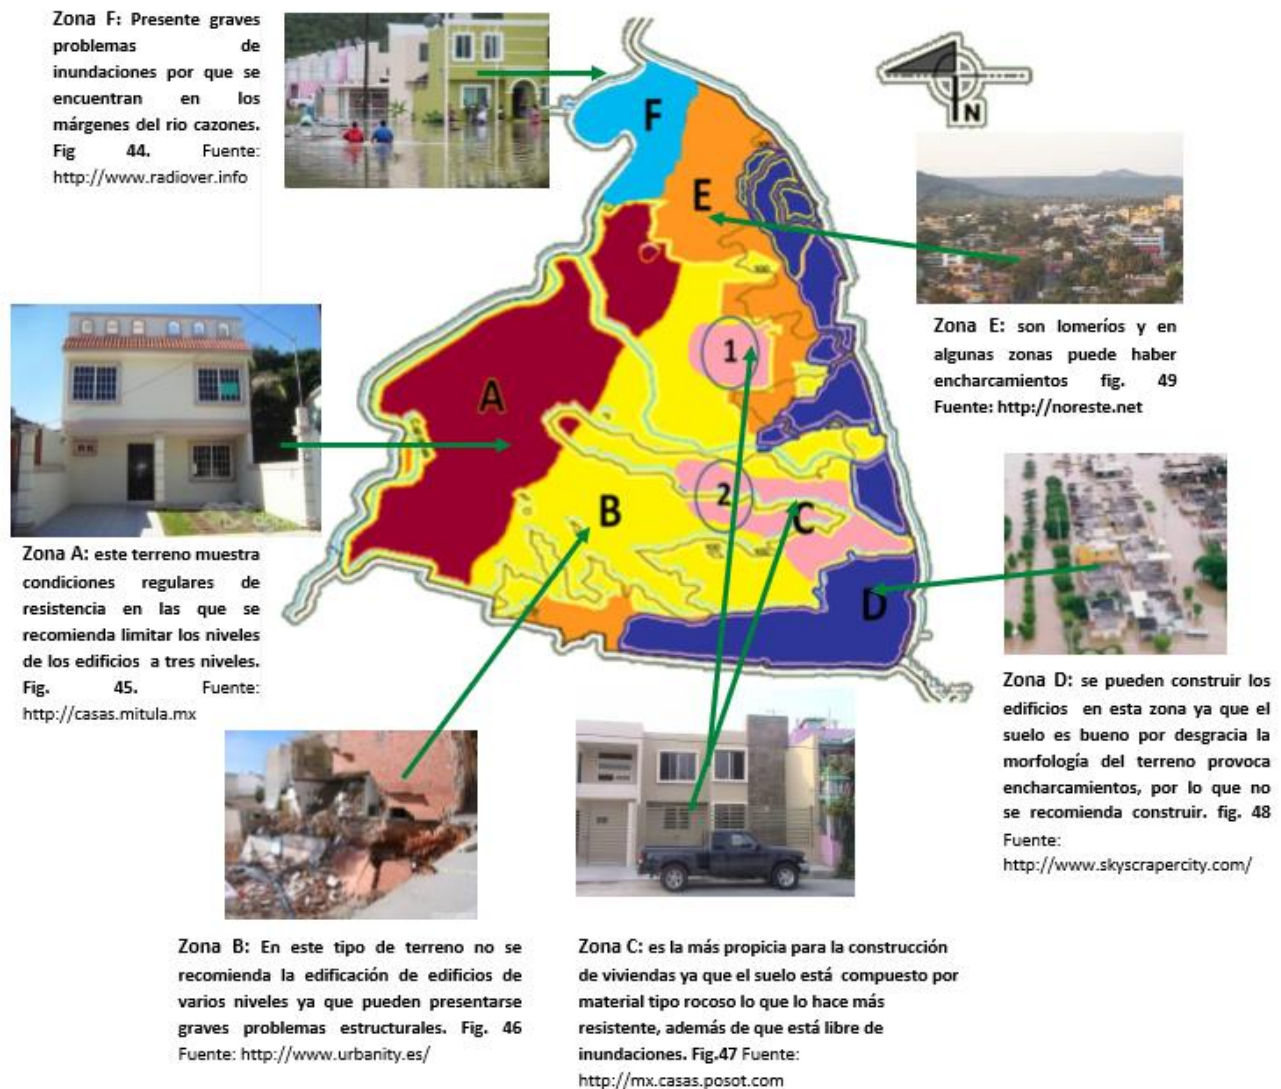 Zona F: Presente graves
problemas de
inundaciones por que se
encuentran en los
márgenes del rio cazones.
Fig 44. Fuente:
http://www.radiover.info
F
N
E
Zona E: son lomeríos y en
algunas zonas puede haber
encharcamientos fig. 49
Fuente: http://noreste.net
1
A
2
B
C
D
Zona A: este terreno muestra
condiciones regulares de
resistencia en las que se
recomienda limitar los niveles
de los edificios a tres niveles.
Fig. 45. Fuente:
http://casas.mitula.mx
Zona D: se pueden construir los
edificios en esta zona ya que el
suelo es bueno por desgracia la
morfología del terreno provoca
encharcamientos, por lo que no
se recomienda construir. fig. 48
Fuente:
http://www.skyscrapercity.com/
Zona B: En este tipo de terreno no se
recomienda la edificación de edificios de
varios niveles ya que pueden presentarse
graves problemas estructurales. Fig. 46
Fuente: http://www.urbanity.es/
Zona C: es la más propicia para la construcción
de viviendas ya que el suelo está compuesto por
material tipo rocoso lo que lo hace más
resistente, además de que está libre de
inundaciones. Fig.47 Fuente:
http://mx.casas.posot.com